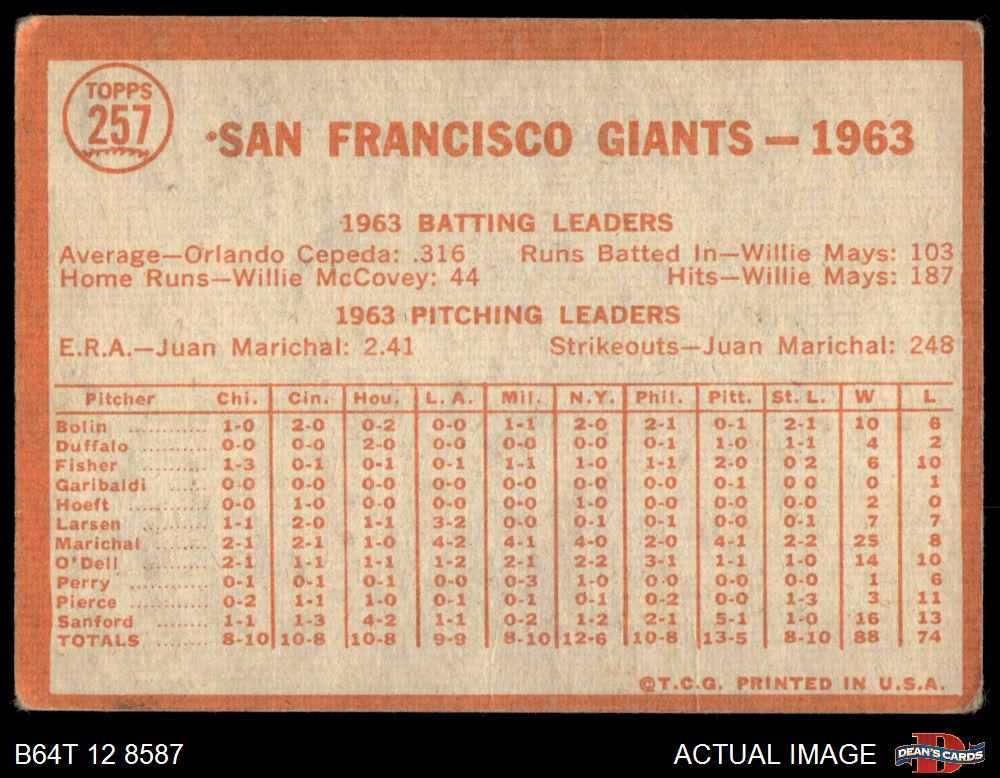 TOPPS
257
SAN FRANCISCO GIANTS — 1963
1963 BATTING LEADERS
Average—Orlando Cepeda: .316 Runs Batted In—Willie Mays: 103
Home Runs—Willie McCovey: 44 Hits—Willie Mays: 187
1963 PITCHING LEADERS
E.R.A.—Juan Marichal: 2.41 Strikeouts—Juan Marichal: 248
Pitcher Chi. Cin. Hou. L. A. Mil. N.Y. Phil. Pitt. St. L. W L
Bolin .......... 1-0 2-0 0-2 0-0 1-1 2-0 2-1 0-1 2-1 10 6
Duffalo ........ 0-0 0-0 2-0 0-0 0-0 0-0 0-1 1-0 1-1 4 2
Fisher .......... 1-3 0-1 0-1 0-1 1-1 1-0 1-1 2-0 0 2 6 10
Garibaldi ...... 0-0 0-0 0-0 0-0 0-0 0-0 0-0 0-1 0 0 0 1
Hoeft .......... 0-0 1-0 0-0 0-0 0-0 1-0 0-0 0-0 0-0 2 0
Larsen ........ 1-1 2-0 1-1 3-2 0-0 0-1 0-1 0-0 0-1 7 7
Marichal ...... 2-1 2-1 1-0 4-2 4-1 4-0 2-0 4-1 2-2 25 8
O'Dell .......... 2-1 1-1 1-1 1-2 2-1 2-2 3-1 1-1 1-0 14 10
Perry .......... 0-1 0-1 0-1 0-0 0-3 1-0 0-0 0-0 0-0 1 6
Pierce .......... 0-2 1-1 1-0 0-1 0-1 0-1 0-2 0-0 1-3 3 11
Sanford ........ 1-1 1-3 4-2 1-1 0-2 1-2 2-1 5-1 1-0 16 13
TOTALS ...... 8-10 10-8 10-8 9-9 8-10 12-6 10-8 13-5 8-10 88 74
©T.C.G. PRINTED IN U.S.A.
B64T 12 8587 ACTUAL IMAGE DEAN'S CARDS